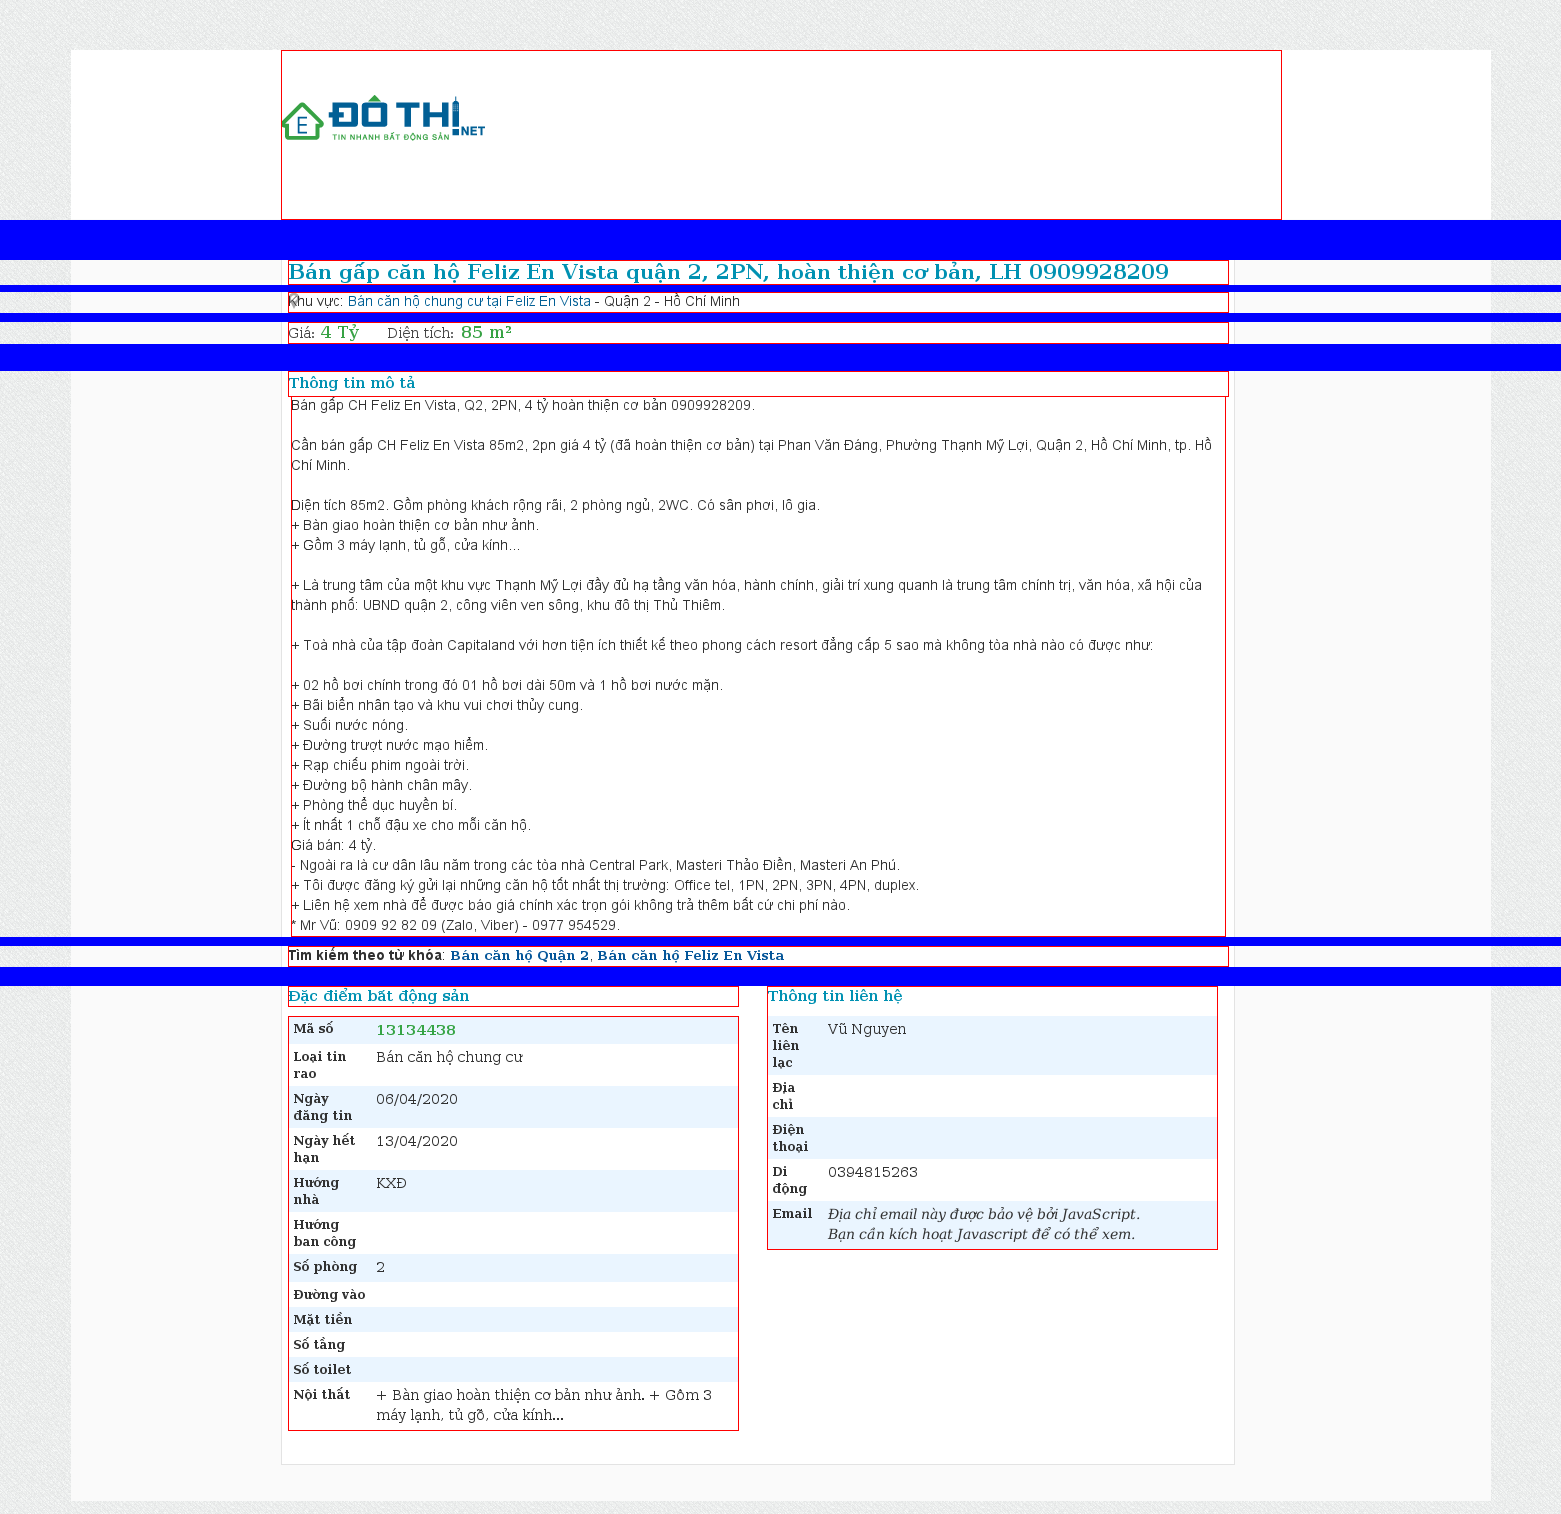 E ĐÔ THỊ.NET
TIN NHANH BẤT ĐỘNG SẢN
Bán gấp căn hộ Feliz En Vista quận 2, 2PN, hoàn thiện cơ bản, LH 0909928209
Khu vực: Bán căn hộ chung cư tại Feliz En Vista - Quận 2 - Hồ Chí Minh
Giá: 4 Tỷ Diện tích: 85 m²
Thông tin mô tả
Bán gấp CH Feliz En Vista, Q2, 2PN, 4 tỷ hoàn thiện cơ bản 0909928209.
Cần bán gấp CH Feliz En Vista 85m2, 2pn giá 4 tỷ (đã hoàn thiện cơ bản) tại Phan Văn Đáng, Phường Thạnh Mỹ Lợi, Quận 2, Hồ Chí Minh, tp. Hồ
Chí Minh.
Diện tích 85m2. Gồm phòng khách rộng rãi, 2 phòng ngủ, 2WC. Có sân phơi, lô gia.
+ Bàn giao hoàn thiện cơ bản như ảnh.
+ Gồm 3 máy lạnh, tủ gỗ, cửa kính...
+ Là trung tâm của một khu vực Thạnh Mỹ Lợi đầy đủ hạ tầng văn hóa, hành chính, giải trí xung quanh là trung tâm chính trị, văn hóa, xã hội của
thành phố: UBND quận 2, công viên ven sông, khu đô thị Thủ Thiêm.
+ Toà nhà của tập đoàn Capitaland với hơn tiện ích thiết kế theo phong cách resort đẳng cấp 5 sao mà không tòa nhà nào có được như:
+ 02 hồ bơi chính trong đó 01 hồ bơi dài 50m và 1 hồ bơi nước mặn.
+ Bãi biển nhân tạo và khu vui chơi thủy cung.
+ Suối nước nóng.
+ Đường trượt nước mạo hiểm.
+ Rạp chiếu phim ngoài trời.
+ Đường bộ hành chân mây.
+ Phòng thể dục huyền bí.
+ Ít nhất 1 chỗ đậu xe cho mỗi căn hộ.
Giá bán: 4 tỷ.
- Ngoài ra là cư dân lâu năm trong các tòa nhà Central Park, Masteri Thảo Điền, Masteri An Phú.
+ Tôi được đăng ký gửi lại những căn hộ tốt nhất thị trường: Office tel, 1PN, 2PN, 3PN, 4PN, duplex.
+ Liên hệ xem nhà để được báo giá chính xác trọn gói không trả thêm bất cứ chi phí nào.
* Mr Vũ: 0909 92 82 09 (Zalo, Viber) - 0977 954529.
Tìm kiếm theo từ khóa: Bán căn hộ Quận 2, Bán căn hộ Feliz En Vista
Đặc điểm bất động sản
Mã số 13134438
Loại tin
rao
Bán căn hộ chung cư
Ngày
đăng tin
06/04/2020
Ngày hết
hạn
13/04/2020
Hướng
nhà
KXĐ
Hướng
ban công
Số phòng 2
Đường vào
Mặt tiền
Số tầng
Số toilet
Nội thất + Bàn giao hoàn thiện cơ bản như ảnh. + Gồm 3
máy lạnh, tủ gỗ, cửa kính...
Thông tin liên hệ
Tên
liên
lạc
Vũ Nguyen
Địa
chỉ
Điện
thoại
Di
động
0394815263
Email Địa chỉ email này được bảo vệ bởi JavaScript.
Bạn cần kích hoạt Javascript để có thể xem.